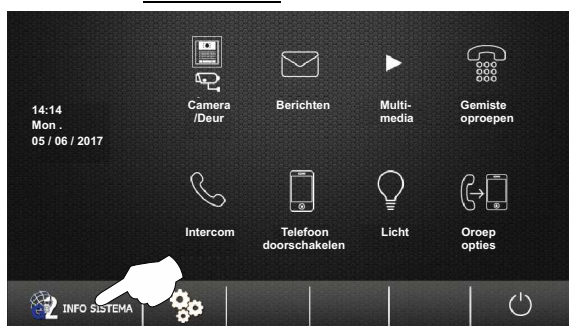 Camera
/Deur
Berichten
Multi-
media
Gemiste
oproepen
14:14
Mon .
05 / 06 / 2017
Intercom
Telefoon
doorschakelen
Licht
Oroep
opties
2 INFO SISTEMA